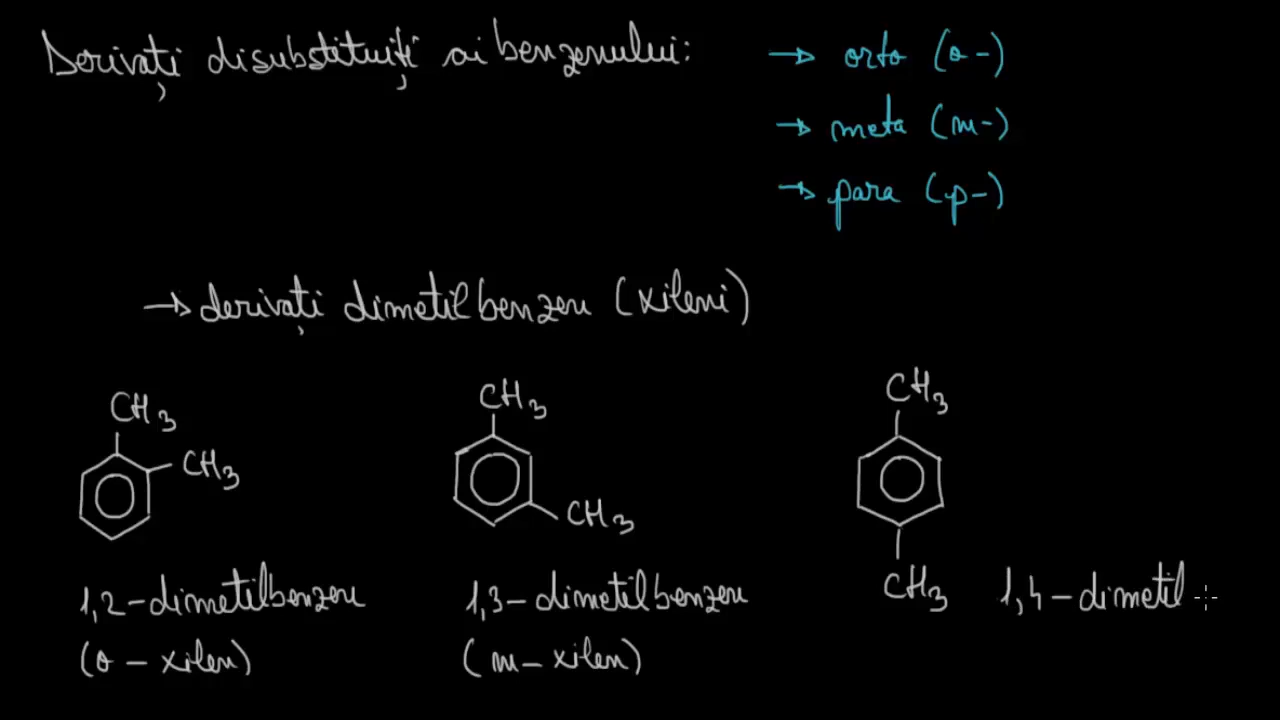 Derivați disubstituiți ai benzenului:
→ orto (o-)
→ meta (m-)
→ para (p-)
→ derivați dimetilbenzen (xileni)
CH3
CH3
CH3
CH3
CH3
CH3
1,2-dimetilbenzen
(o-xilen)
1,3-dimetilbenzen
(m-xilen)
1,4-dimetil